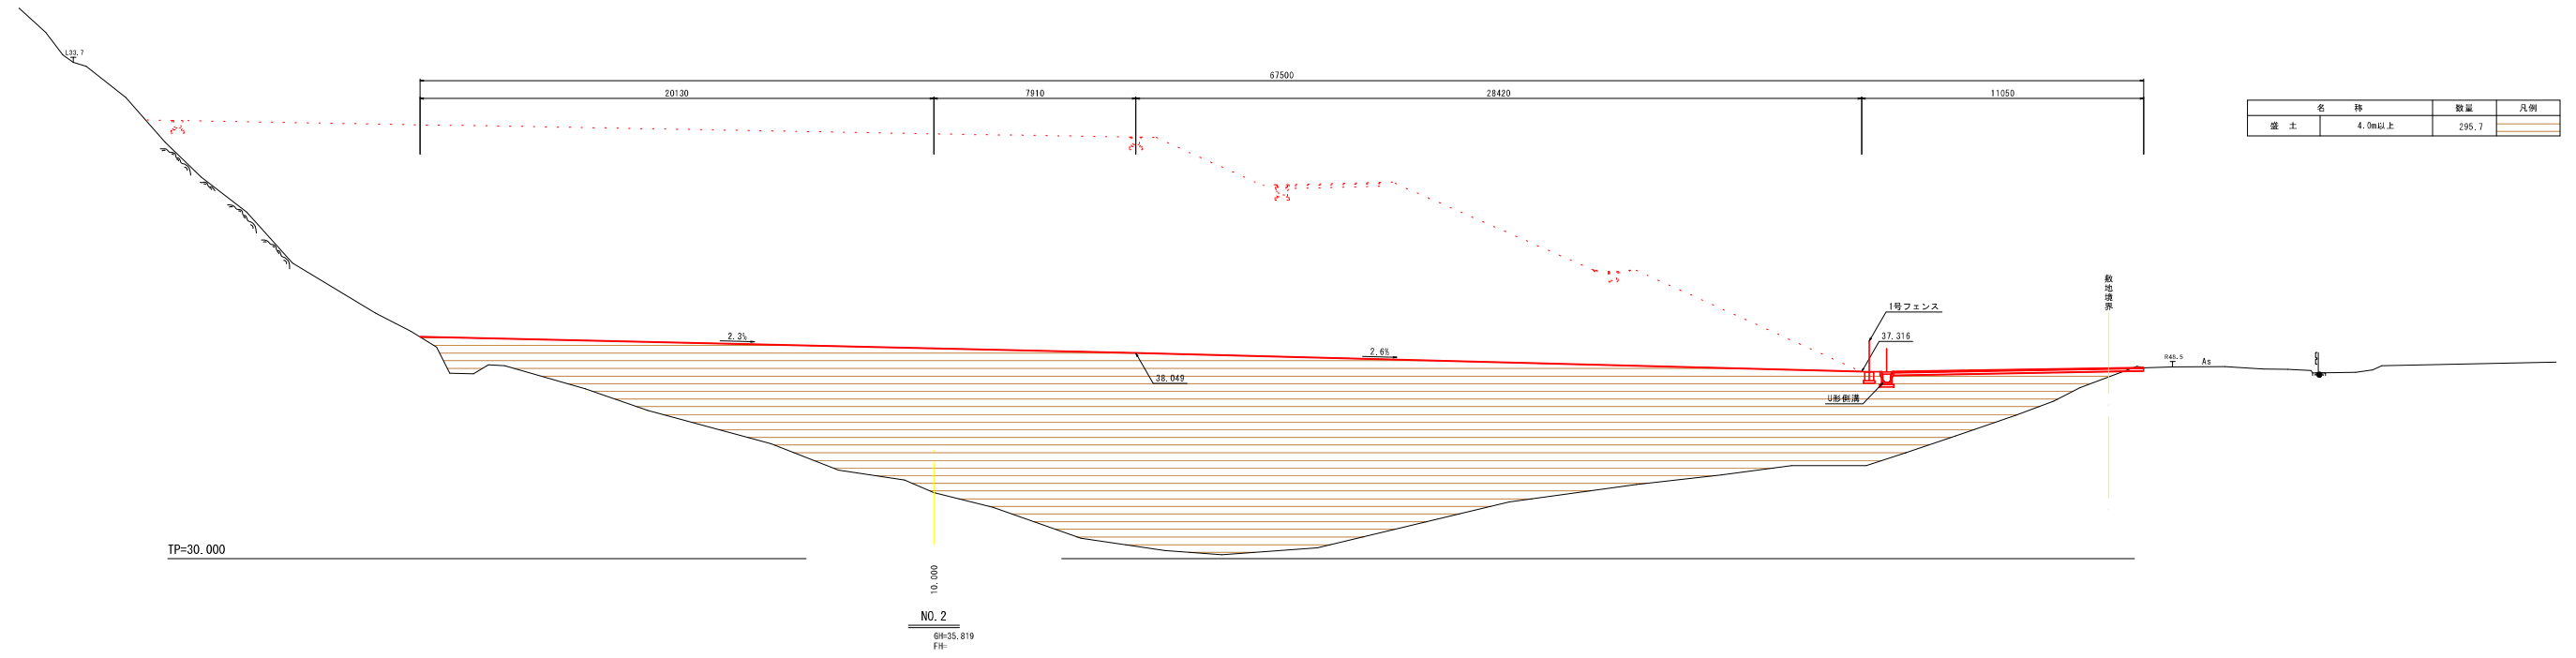 L33.7
67500
20130
7910
28420
11050
名　称
数量
凡例
盛　土
4.0m以上
295.7
敷地境界
1号フェンス
37.316
2.3%
2.6%
38.049
U形側溝
R48.5
As
TP=30.000
10.000
NO.2
GH=35.819
FH=